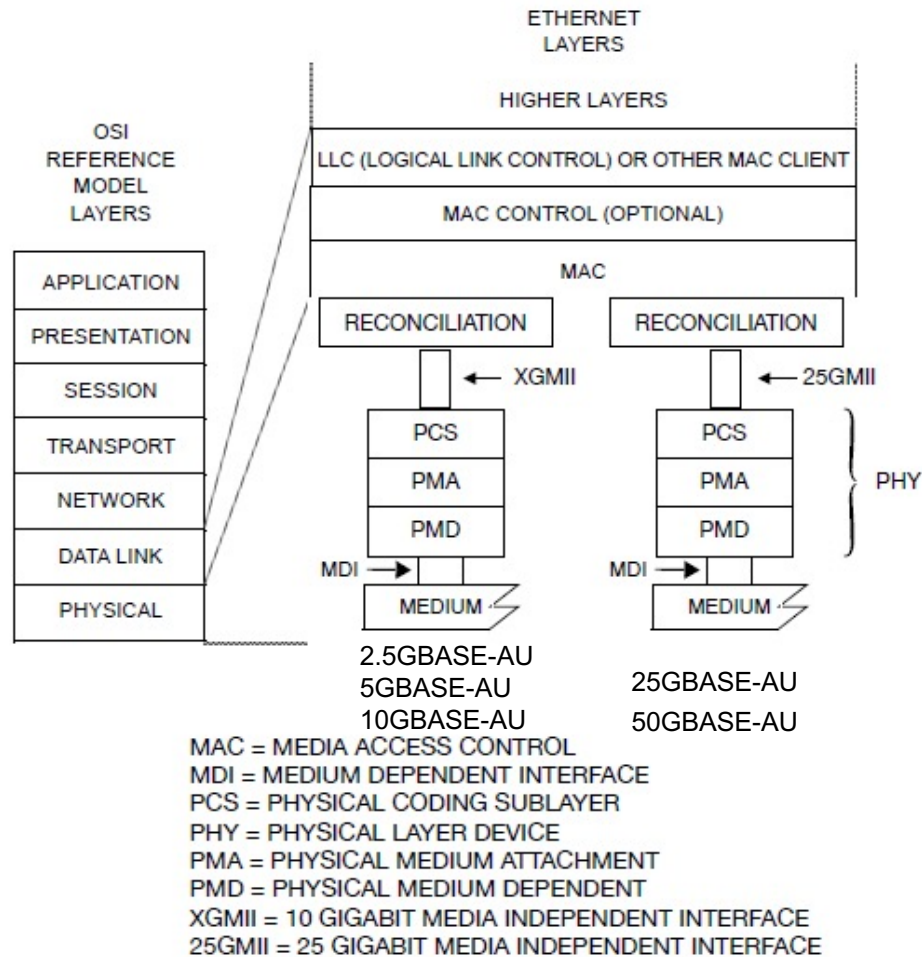 ETHERNET
LAYERS
HIGHER LAYERS
OSI
REFERENCE
MODEL
LAYERS
LLC (LOGICAL LINK CONTROL) OR OTHER MAC CLIENT
MAC CONTROL (OPTIONAL)
MAC
APPLICATION
PRESENTATION
SESSION
TRANSPORT
NETWORK
DATA LINK
PHYSICAL
RECONCILIATION
XGMII
PCS
PMA
PMD
MDI
MEDIUM
2.5GBASE-AU
5GBASE-AU
10GBASE-AU
RECONCILIATION
25GMII
PCS
PMA
PMD
PHY
MDI
MEDIUM
25GBASE-AU
50GBASE-AU
MAC = MEDIA ACCESS CONTROL
MDI = MEDIUM DEPENDENT INTERFACE
PCS = PHYSICAL CODING SUBLAYER
PHY = PHYSICAL LAYER DEVICE
PMA = PHYSICAL MEDIUM ATTACHMENT
PMD = PHYSICAL MEDIUM DEPENDENT
XGMII = 10 GIGABIT MEDIA INDEPENDENT INTERFACE
25GMII = 25 GIGABIT MEDIA INDEPENDENT INTERFACE